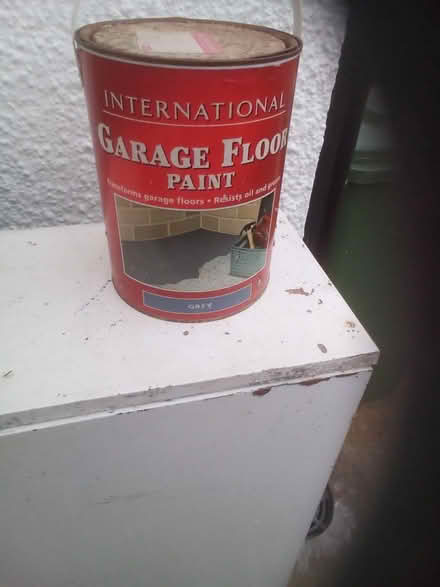 INTERNATIONAL
GARAGE FLOOR
PAINT
Transforms garage floors • Resists oil and grease
GREY